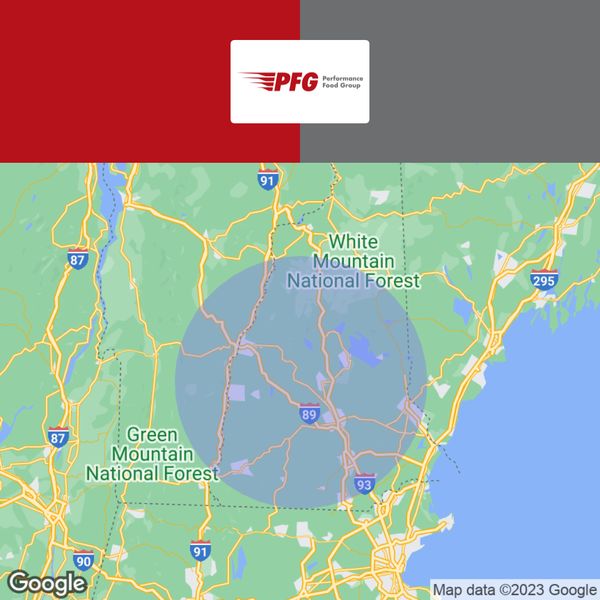 PFG Performance
Food Group
91
White
Mountain
National Forest
87
295
89
87
Green
Mountain
National Forest
93
91
90
Google
Map data ©2023 Google